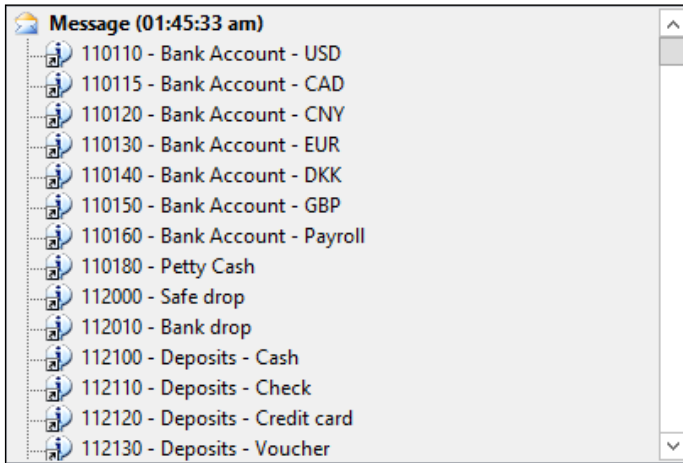 Message (01:45:33 am)
110110 - Bank Account - USD
110115 - Bank Account - CAD
110120 - Bank Account - CNY
110130 - Bank Account - EUR
110140 - Bank Account - DKK
110150 - Bank Account - GBP
110160 - Bank Account - Payroll
110180 - Petty Cash
112000 - Safe drop
112010 - Bank drop
112100 - Deposits - Cash
112110 - Deposits - Check
112120 - Deposits - Credit card
112130 - Deposits - Voucher